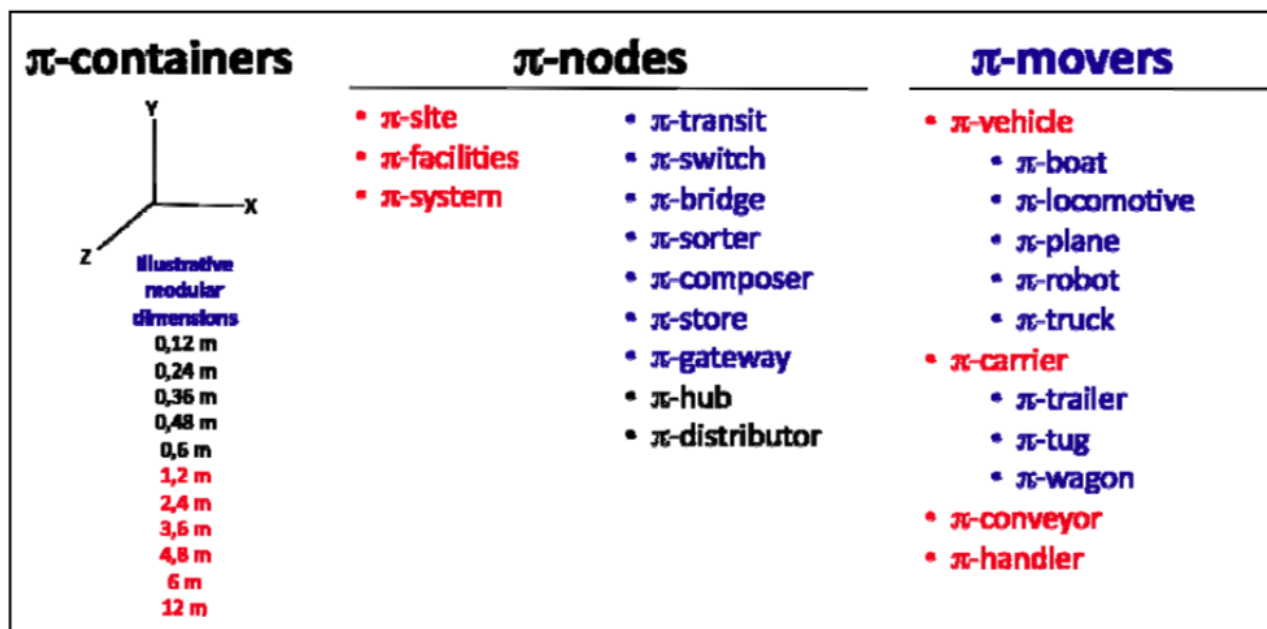 π-containers
Y
X
Z
Illustrative
modular
dimensions
0,12 m
0,24 m
0,36 m
0,48 m
0,6 m
1,2 m
2,4 m
3,6 m
4,8 m
6 m
12 m
π-nodes
• π-site
• π-facilities
• π-system
• π-transit
• π-switch
• π-bridge
• π-sorter
• π-composer
• π-store
• π-gateway
• π-hub
• π-distributor
π-movers
• π-vehicle
• π-boat
• π-locomotive
• π-plane
• π-robot
• π-truck
• π-carrier
• π-trailer
• π-tug
• π-wagon
• π-conveyor
• π-handler